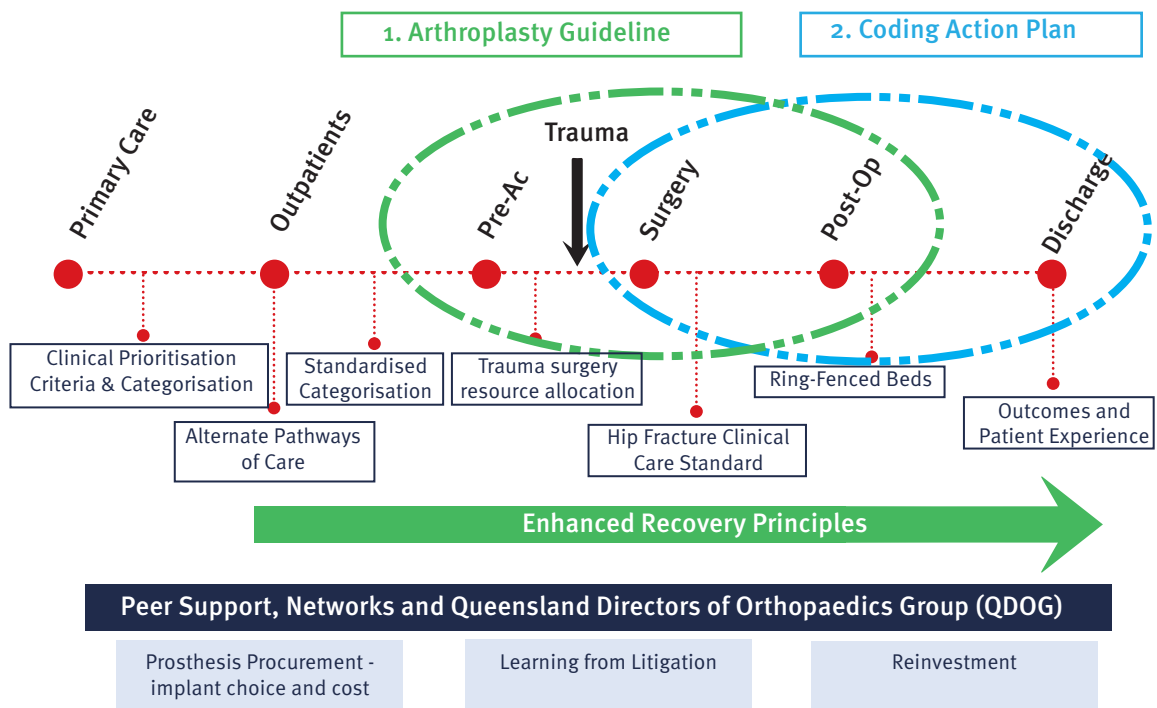 1. Arthroplasty Guideline
2. Coding Action Plan
Primary Care
Outpatients
Pre-Ac
Trauma
Surgery
Post-Op
Discharge
Clinical Prioritisation
Criteria & Categorisation
Standardised
Categorisation
Trauma surgery
resource allocation
Ring-Fenced Beds
Alternate Pathways
of Care
Hip Fracture Clinical
Care Standard
Outcomes and
Patient Experience
Enhanced Recovery Principles
Peer Support, Networks and Queensland Directors of Orthopaedics Group (QDOG)
Prosthesis Procurement -
implant choice and cost
Learning from Litigation
Reinvestment